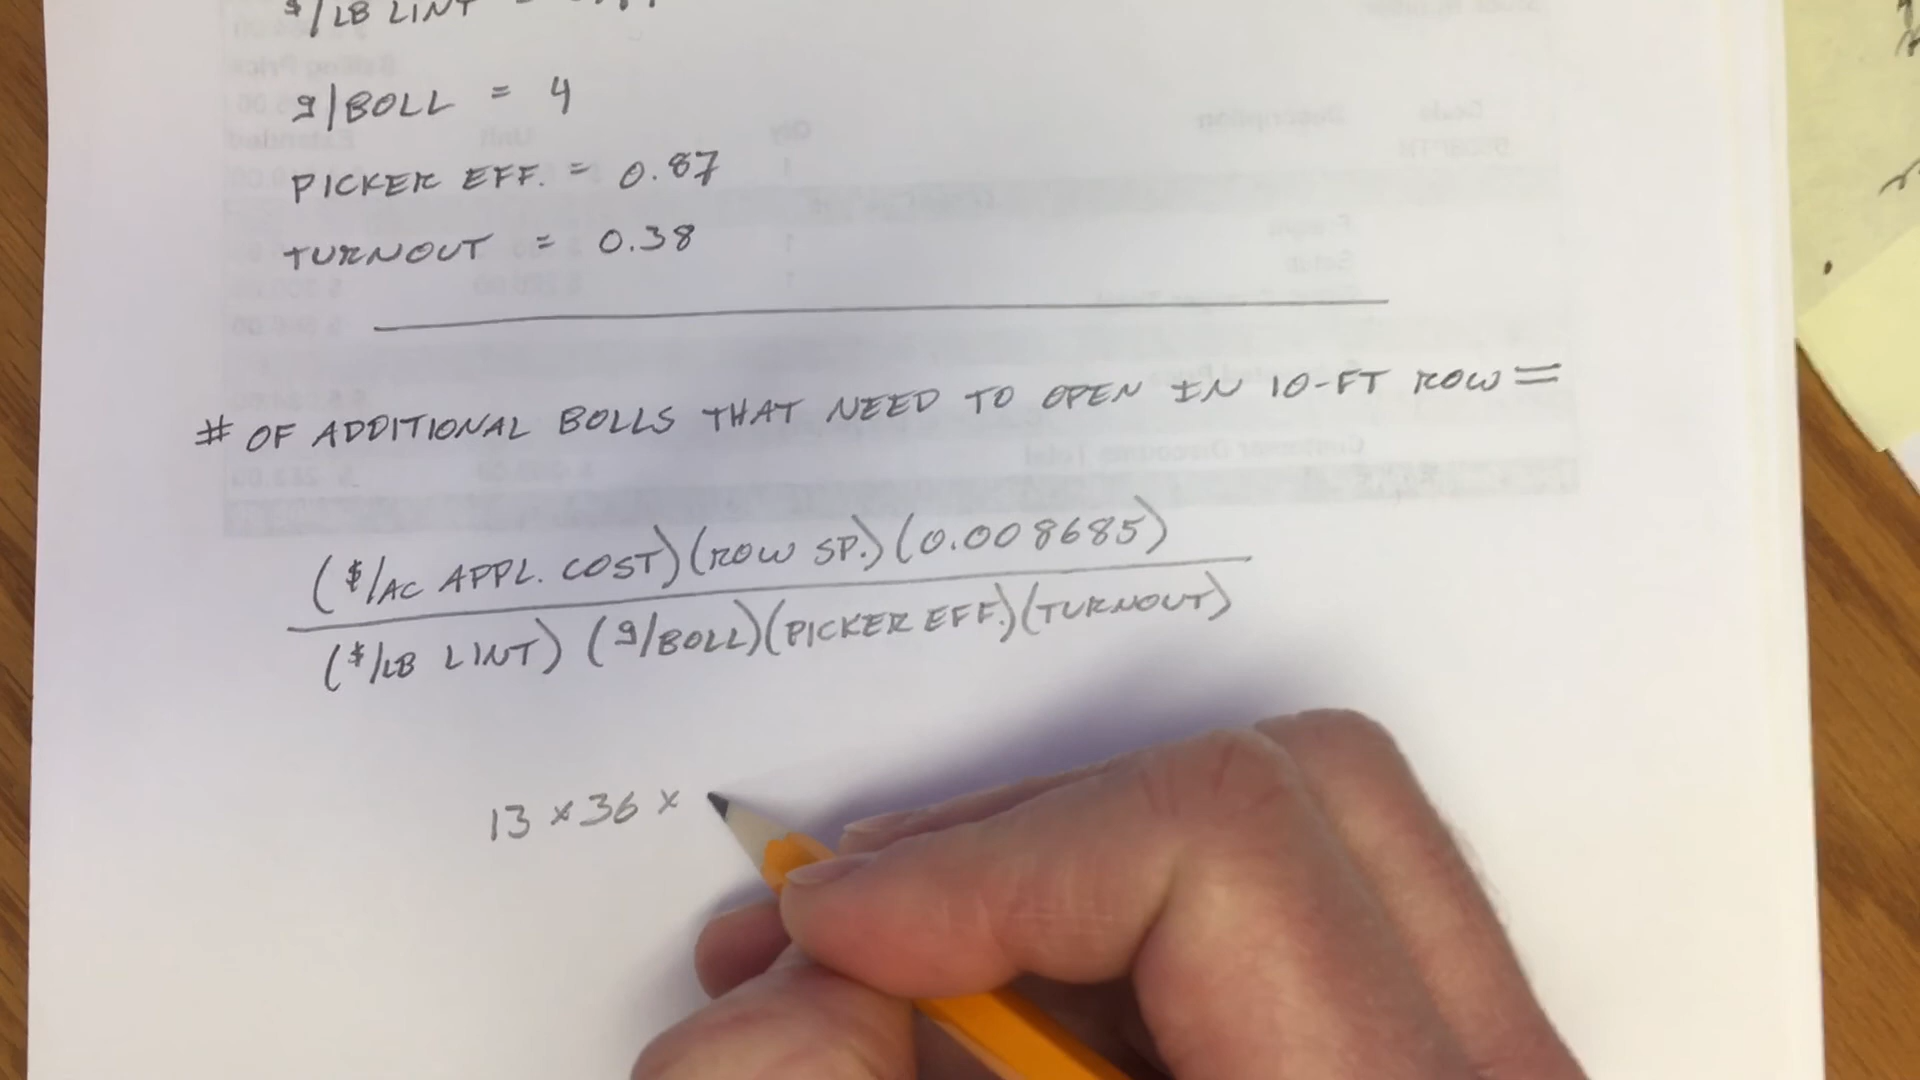 $/LB LINT =
g/BOLL = 4
PICKER EFF. = 0.87
TURNOUT = 0.38
# OF ADDITIONAL BOLLS THAT NEED TO OPEN IN 10-FT ROW =
($/AC APPL. COST)(ROW SP.)(0.008685)
($/LB LINT) (g/BOLL)(PICKER EFF.)(TURNOUT)
13 x 36 x